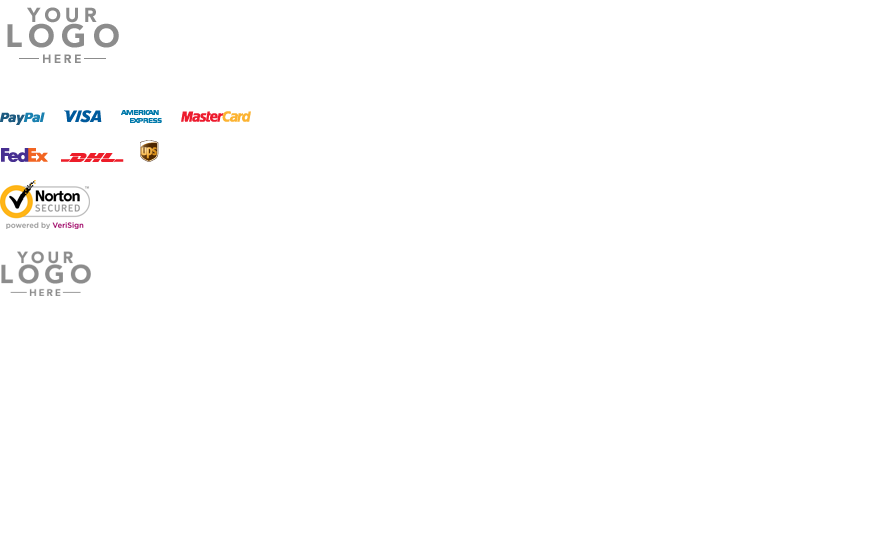 YOUR
LOGO
HERE
PayPal VISA AMERICAN EXPRESS MasterCard
FedEx DHL ups
Norton
SECURED
powered by VeriSign
YOUR
LOGO
HERE